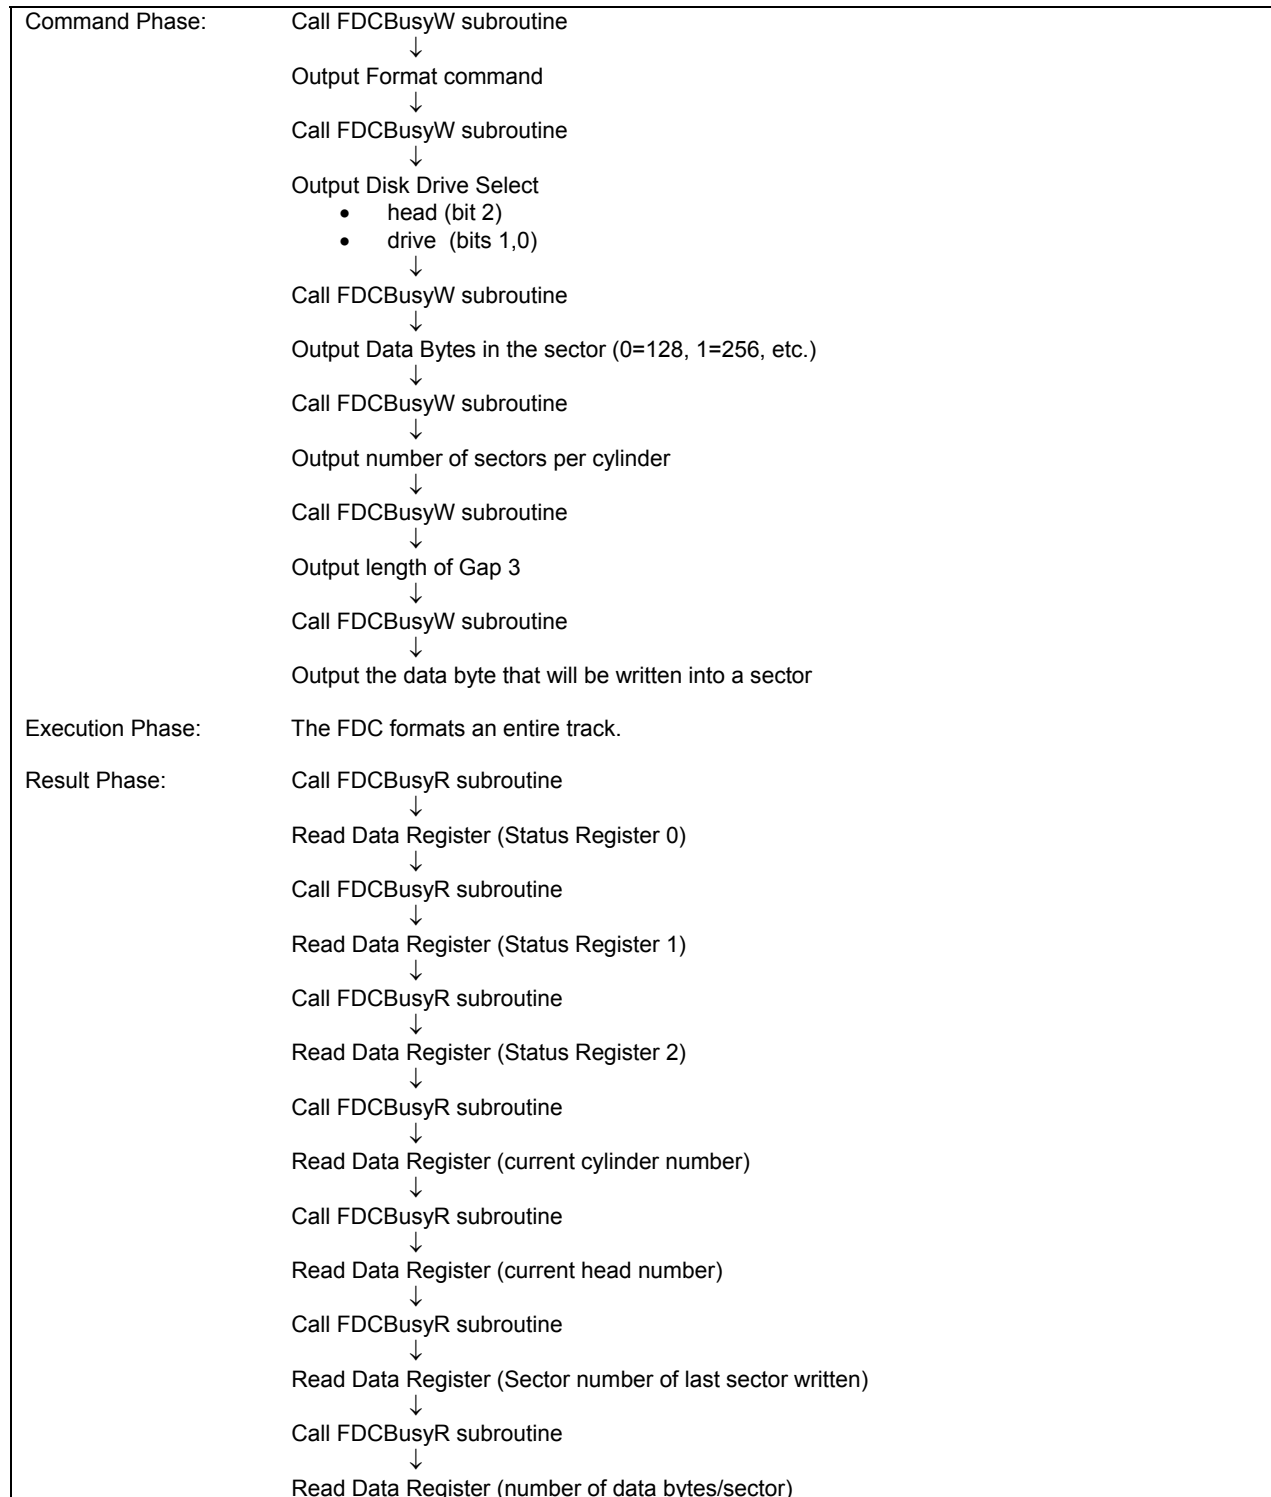 Command Phase: Call FDCBusyW subroutine
↓
Output Format command
↓
Call FDCBusyW subroutine
↓
Output Disk Drive Select
• head (bit 2)
• drive (bits 1,0)
↓
Call FDCBusyW subroutine
↓
Output Data Bytes in the sector (0=128, 1=256, etc.)
↓
Call FDCBusyW subroutine
↓
Output number of sectors per cylinder
↓
Call FDCBusyW subroutine
↓
Output length of Gap 3
↓
Call FDCBusyW subroutine
↓
Output the data byte that will be written into a sector
Execution Phase: The FDC formats an entire track.
Result Phase: Call FDCBusyR subroutine
↓
Read Data Register (Status Register 0)
↓
Call FDCBusyR subroutine
↓
Read Data Register (Status Register 1)
↓
Call FDCBusyR subroutine
↓
Read Data Register (Status Register 2)
↓
Call FDCBusyR subroutine
↓
Read Data Register (current cylinder number)
↓
Call FDCBusyR subroutine
↓
Read Data Register (current head number)
↓
Call FDCBusyR subroutine
↓
Read Data Register (Sector number of last sector written)
↓
Call FDCBusyR subroutine
↓
Read Data Register (number of data bytes/sector)